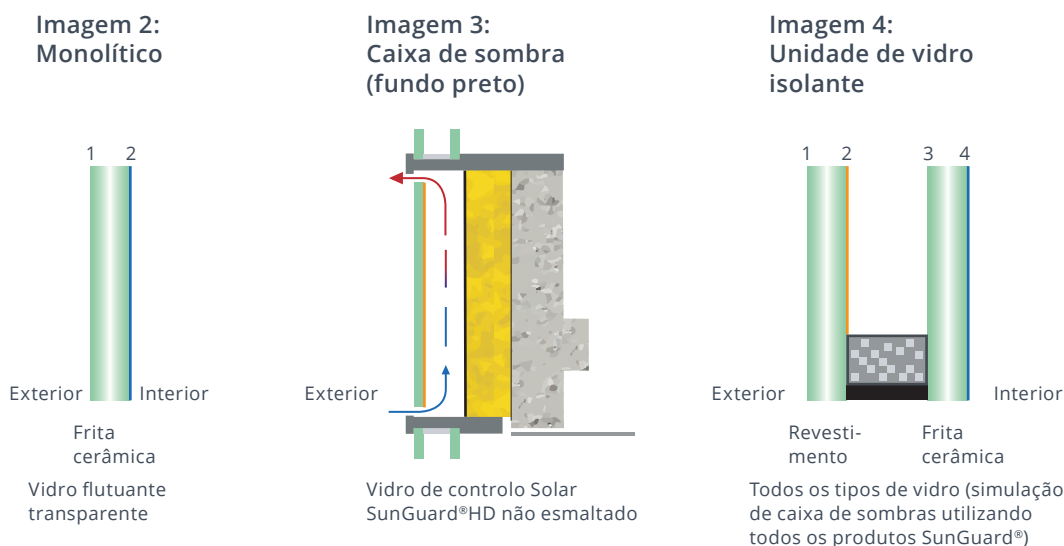 Imagem 2:
Monolítico
1 2
Exterior
Interior
Frita
cerâmica
Vidro flutuante
transparente
Imagem 3:
Caixa de sombra
(fundo preto)
Exterior
Vidro de controlo Solar
SunGuard®HD não esmaltado
Imagem 4:
Unidade de vidro
isolante
1 2 3 4
Exterior
Interior
Revesti-
mento
Frita
cerâmica
Todos os tipos de vidro (simulação
de caixa de sombras utilizando
todos os produtos SunGuard®)